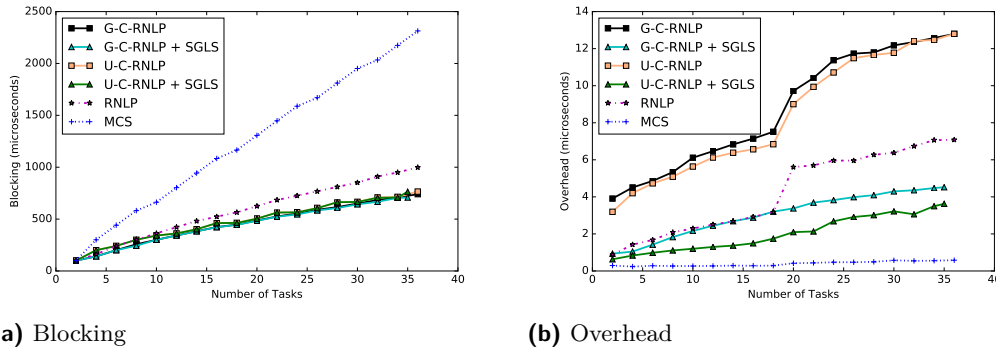 2500
2000
1500
1000
500
0
Blocking (microseconds)
G-C-RNLP
G-C-RNLP + SGLS
U-C-RNLP
U-C-RNLP + SGLS
RNLP
MCS
0 5 10 15 20 25 30 35 40
Number of Tasks
a) Blocking
14
12
10
8
6
4
2
0
Overhead (microseconds)
G-C-RNLP
G-C-RNLP + SGLS
U-C-RNLP
U-C-RNLP + SGLS
RNLP
MCS
0 5 10 15 20 25 30 35 40
Number of Tasks
(b) Overhead